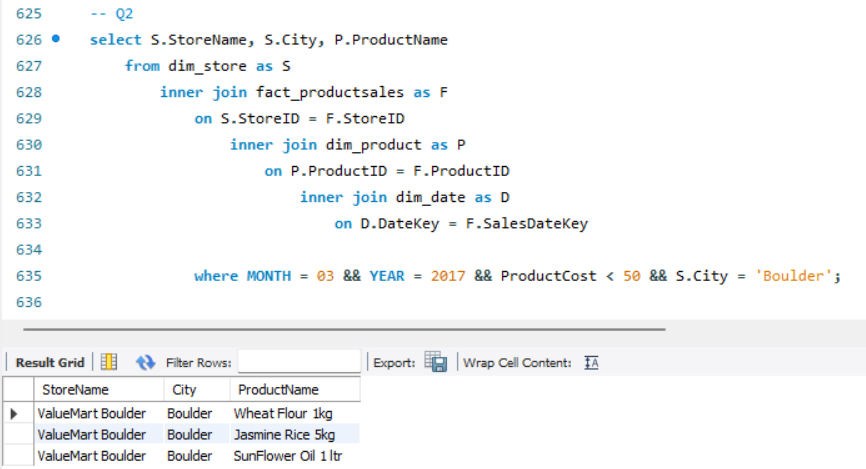 625 -- Q2
626 select S.StoreName, S.City, P.ProductName
627 from dim_store as S
628 inner join fact_productsales as F
629 on S.StoreID = F.StoreID
630 inner join dim_product as P
631 on P.ProductID = F.ProductID
632 inner join dim_date as D
633 on D.DateKey = F.SalesDateKey
634
635 where MONTH = 03 && YEAR = 2017 && ProductCost < 50 && S.City = 'Boulder';
636
Result Grid Filter Rows: Export: Wrap Cell Content: IA
StoreName City ProductName
ValueMart Boulder Boulder Wheat Flour 1kg
ValueMart Boulder Boulder Jasmine Rice 5kg
ValueMart Boulder Boulder SunFlower Oil 1 ltr